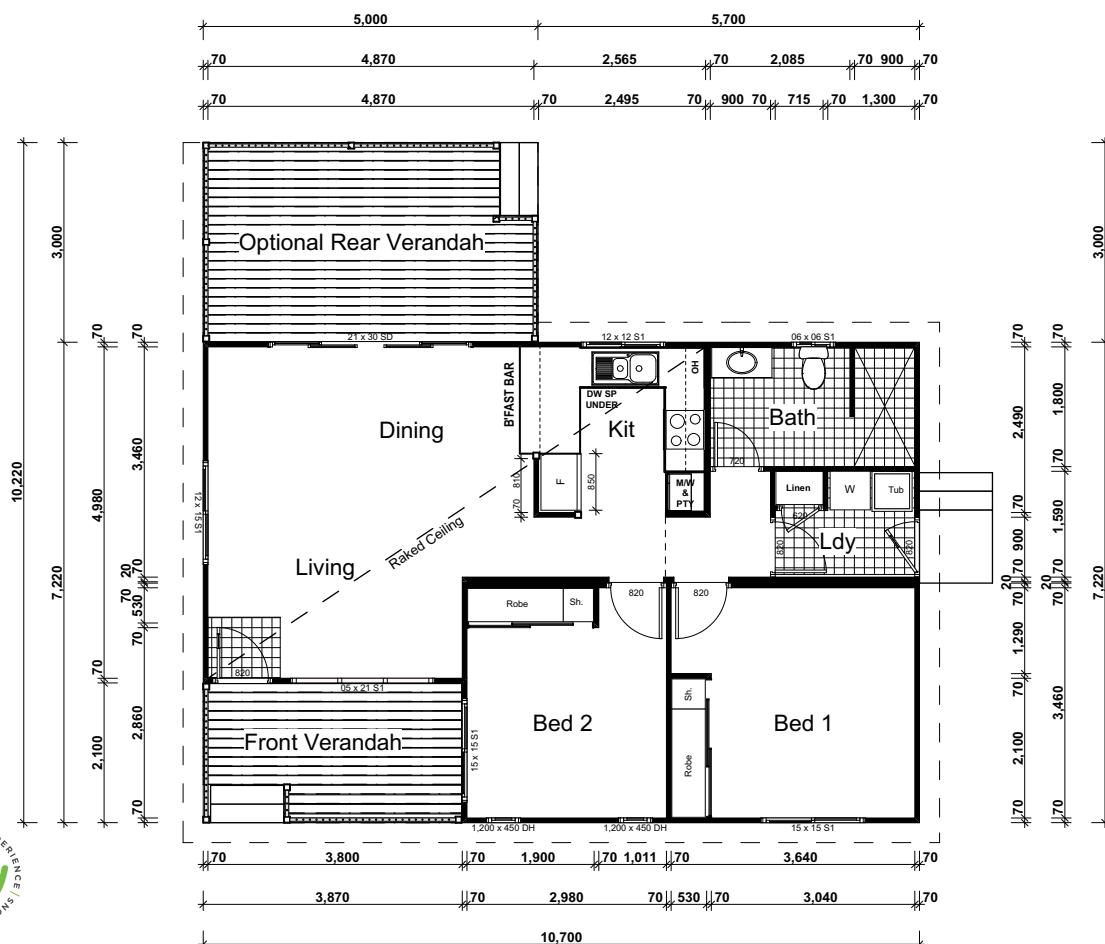 5,000 5,700
70 4,870 2,565 70 2,085 70 900 70
70 4,870 70 2,495 70 900 70 715 70 1,300 70
10,220
3,000
7,220
70
4,980
70
2,100
70
3,460
20
70
70
530
70
2,860
70
Optional Rear Verandah
21 x 30 SD
12 x 12 S1
06 x 06 S1
B'FAST BAR
DW SP
UNDER
OH
Dining
Kit
Bath
720
810
70
F
850
M/W
&
PTY
Linen
W
Tub
620
820
820
Ldy
12 x 15 S1
Raked Ceiling
Living
820
820
Robe
Sh.
820
05 x 21 S1
Front Verandah
15 x 15 S1
Bed 2
Sh.
Robe
Bed 1
1,200 x 450 DH
1,200 x 450 DH
15 x 15 S1
70
2,490
70
900
70
20
70
1,290
70
2,100
70
70
1,800
70
1,590
70
20
70
3,460
70
3,000
7,220
70 3,800 70 1,900 70 1,011 70 3,640 70
3,870 70 2,980 70 530 70 3,040 70
10,700